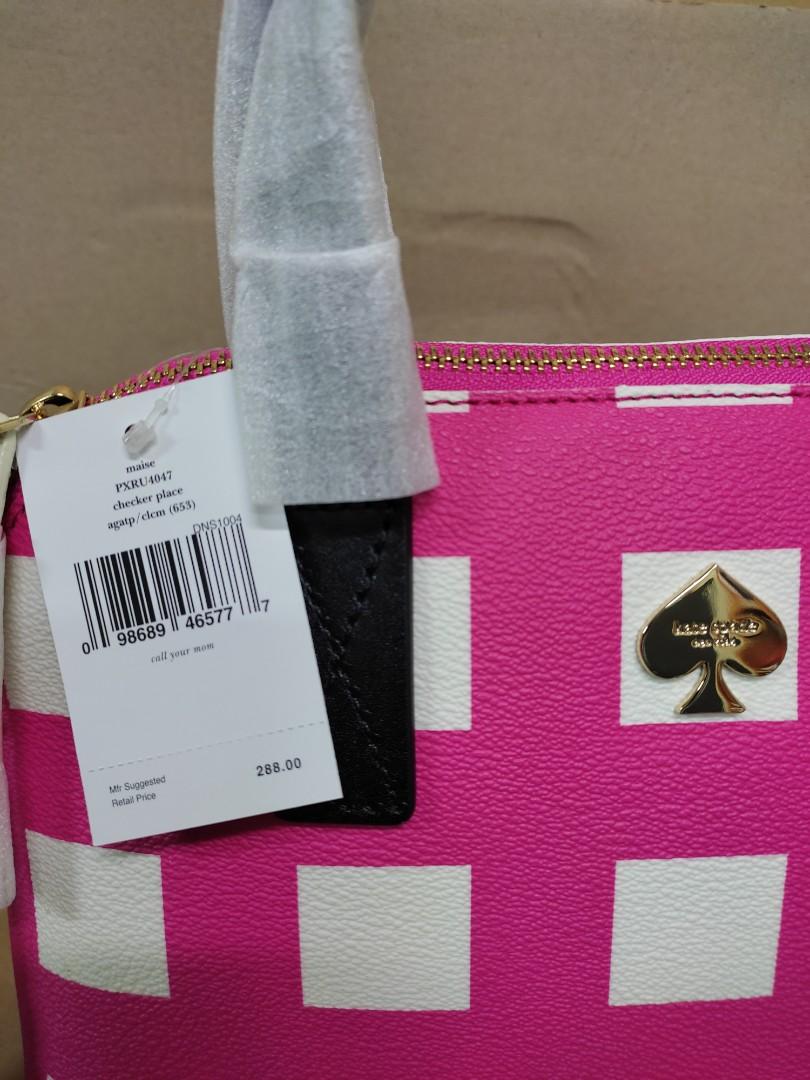 maise
PXRU4047
checker place
agatp/clcm (653)
DNS1004
0 98689 46577 7
call your mom
Mfr Suggested
Retail Price
288.00
kate spade
NEW YORK